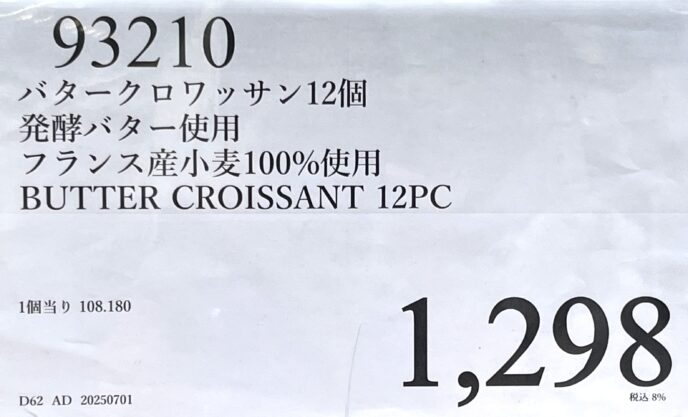 93210
バタークロワッサン12個
発酵バター使用
フランス産小麦100%使用
BUTTER CROISSANT 12PC
1個当り 108.180
1,298
税込 8%
D62 AD 20250701